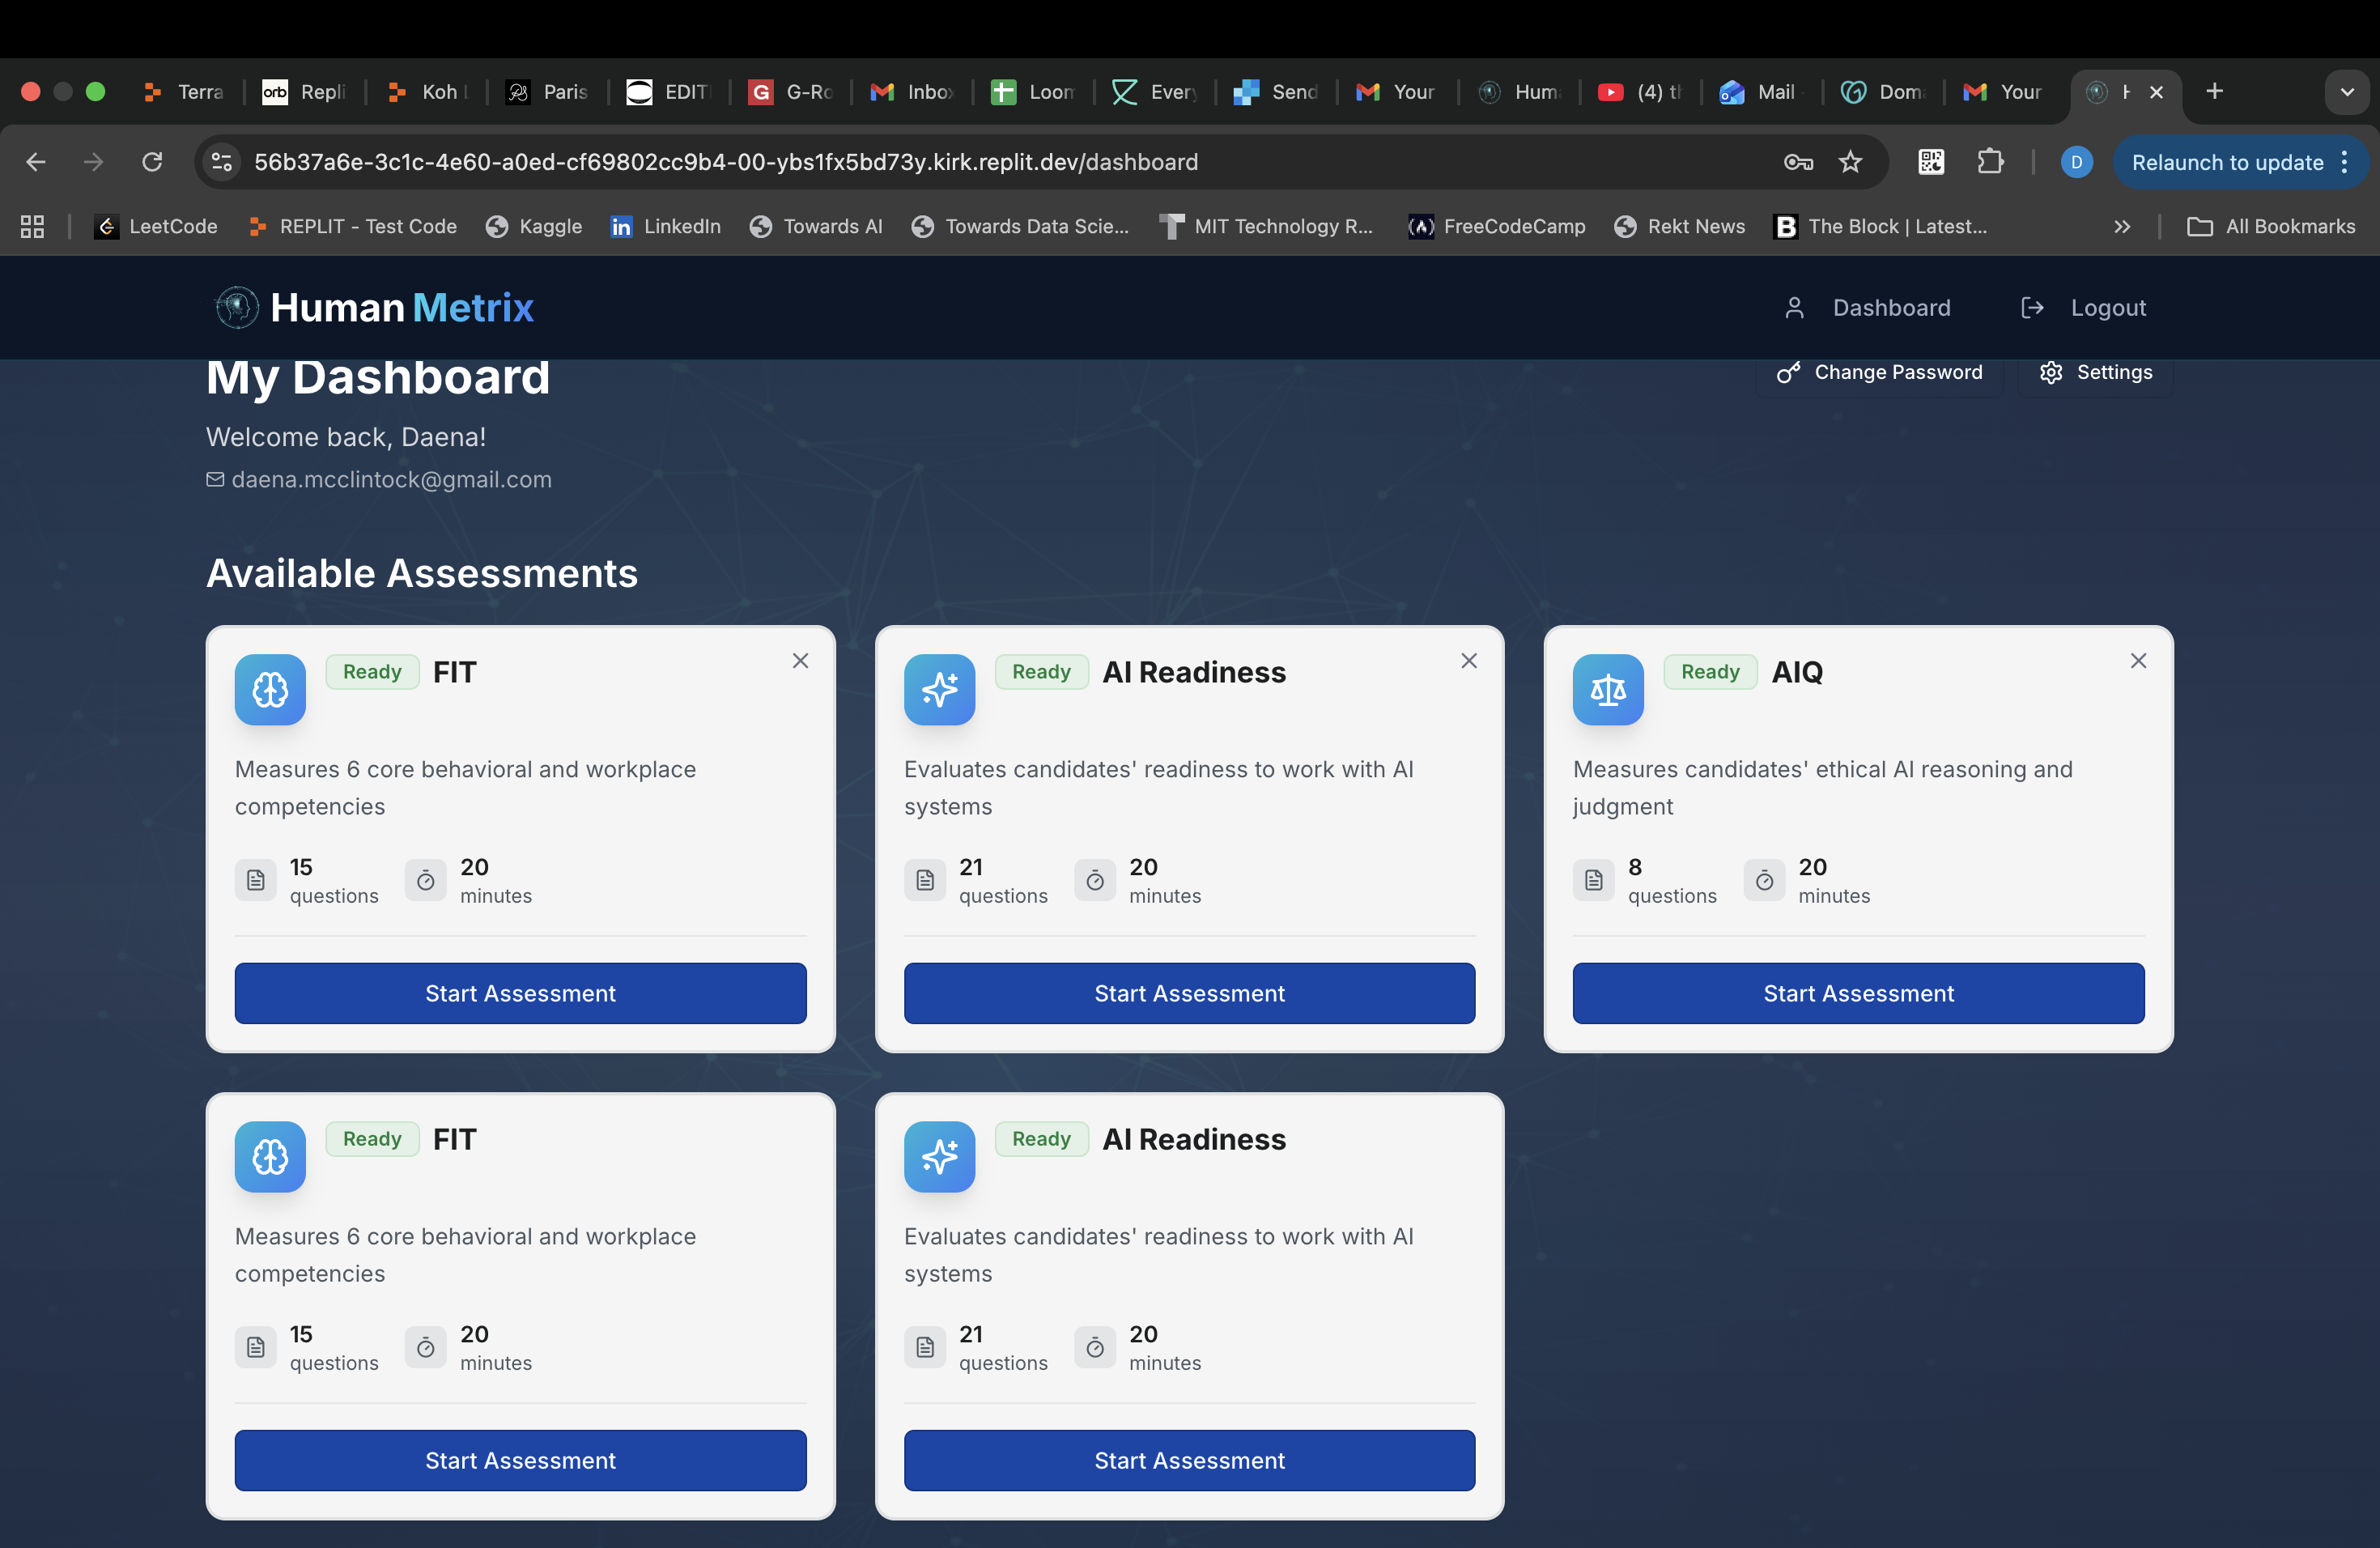 Terra
Repli
Koh L
Paris
EDIT
G-Ro
Inbox
Loom
Every
Send
Your
Huma
(4) th
Mail
Doma
Your
H
56b37a6e-3c1c-4e60-a0ed-cf69802cc9b4-00-ybs1fx5bd73y.kirk.replit.dev/dashboard
D
Relaunch to update
LeetCode
REPLIT - Test Code
Kaggle
LinkedIn
Towards AI
Towards Data Scie...
MIT Technology R...
FreeCodeCamp
Rekt News
The Block | Latest...
All Bookmarks
Human Metrix
Dashboard
Logout
My Dashboard
Change Password
Settings
Welcome back, Daena!
daena.mcclintock@gmail.com
Available Assessments
Ready FIT
Measures 6 core behavioral and workplace
competencies
15
questions
20
minutes
Start Assessment
Ready AI Readiness
Evaluates candidates' readiness to work with AI
systems
21
questions
20
minutes
Start Assessment
Ready AIQ
Measures candidates' ethical AI reasoning and
judgment
8
questions
20
minutes
Start Assessment
Ready FIT
Measures 6 core behavioral and workplace
competencies
15
questions
20
minutes
Start Assessment
Ready AI Readiness
Evaluates candidates' readiness to work with AI
systems
21
questions
20
minutes
Start Assessment